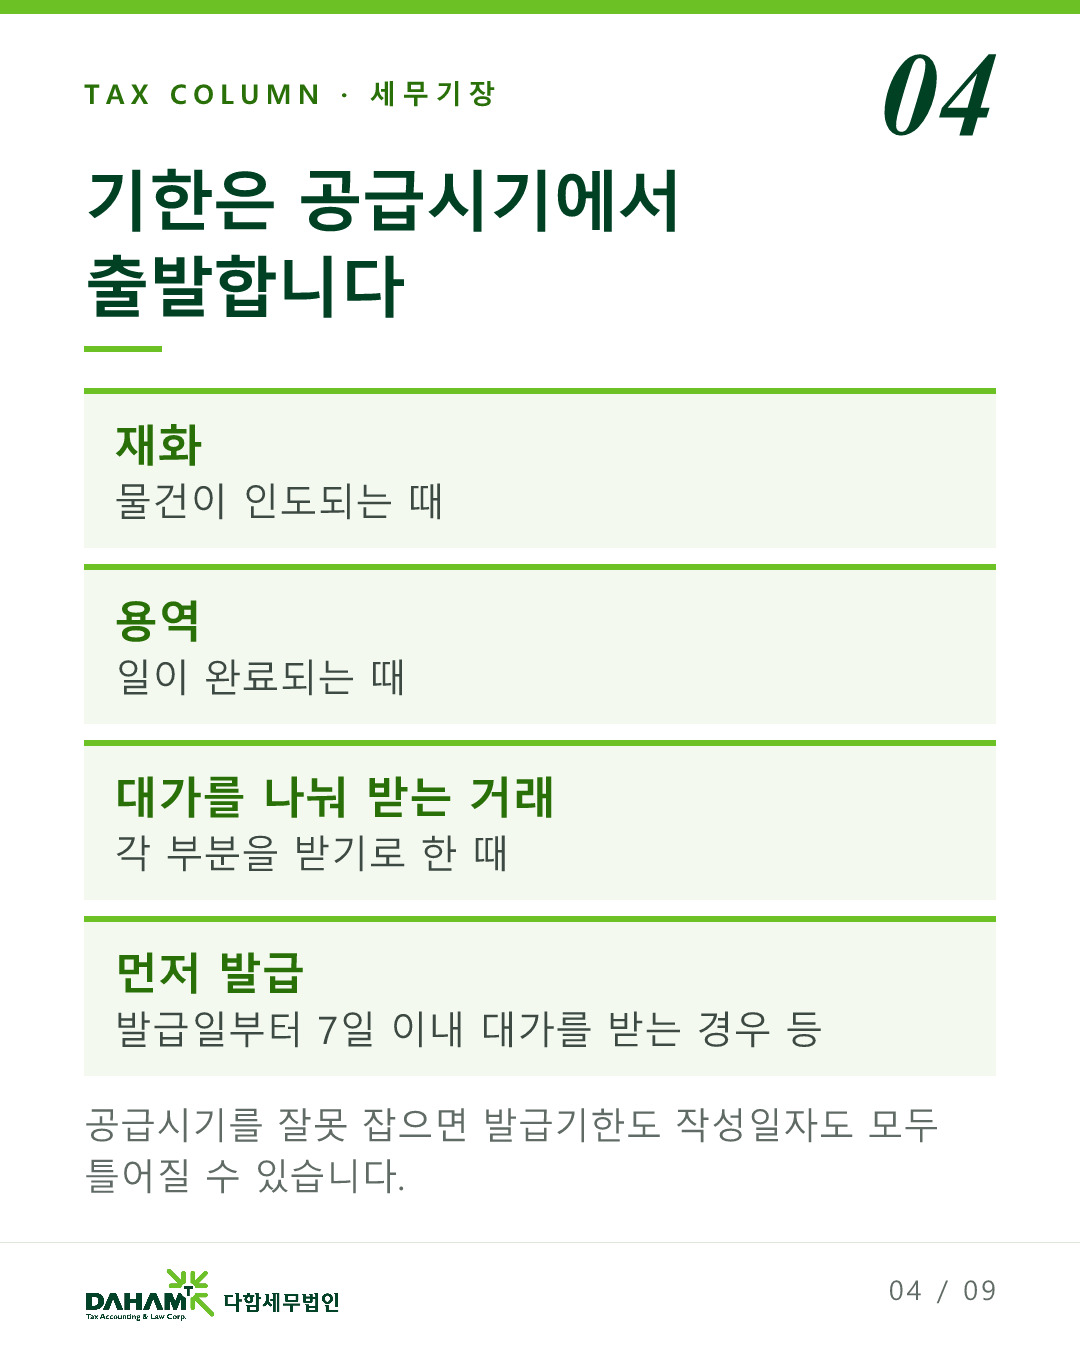 TAX COLUMN · 세무기장
04
기한은 공급시기에서
출발합니다
재화
물건이 인도되는 때
용역
일이 완료되는 때
대가를 나눠 받는 거래
각 부분을 받기로 한 때
먼저 발급
발급일부터 7일 이내 대가를 받는 경우 등
공급시기를 잘못 잡으면 발급기한도 작성일자도 모두
틀어질 수 있습니다.
DAHAM T 다함세무법인
Tax Accounting & Law Corp.
04 / 09